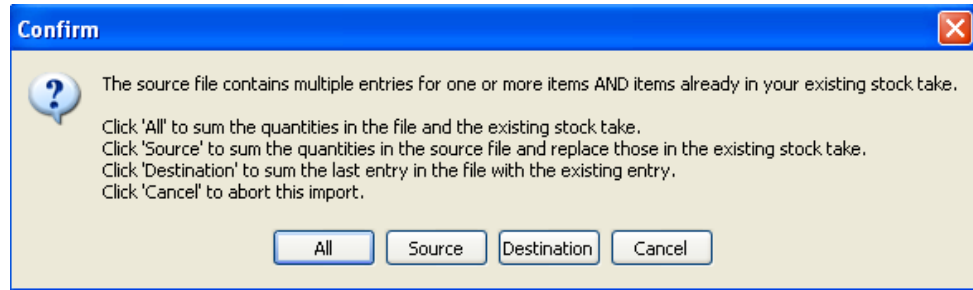 Confirm
The source file contains multiple entries for one or more items AND items already in your existing stock take.
Click 'All' to sum the quantities in the file and the existing stock take.
Click 'Source' to sum the quantities in the source file and replace those in the existing stock take.
Click 'Destination' to sum the last entry in the file with the existing entry.
Click 'Cancel' to abort this import.
All Source Destination Cancel